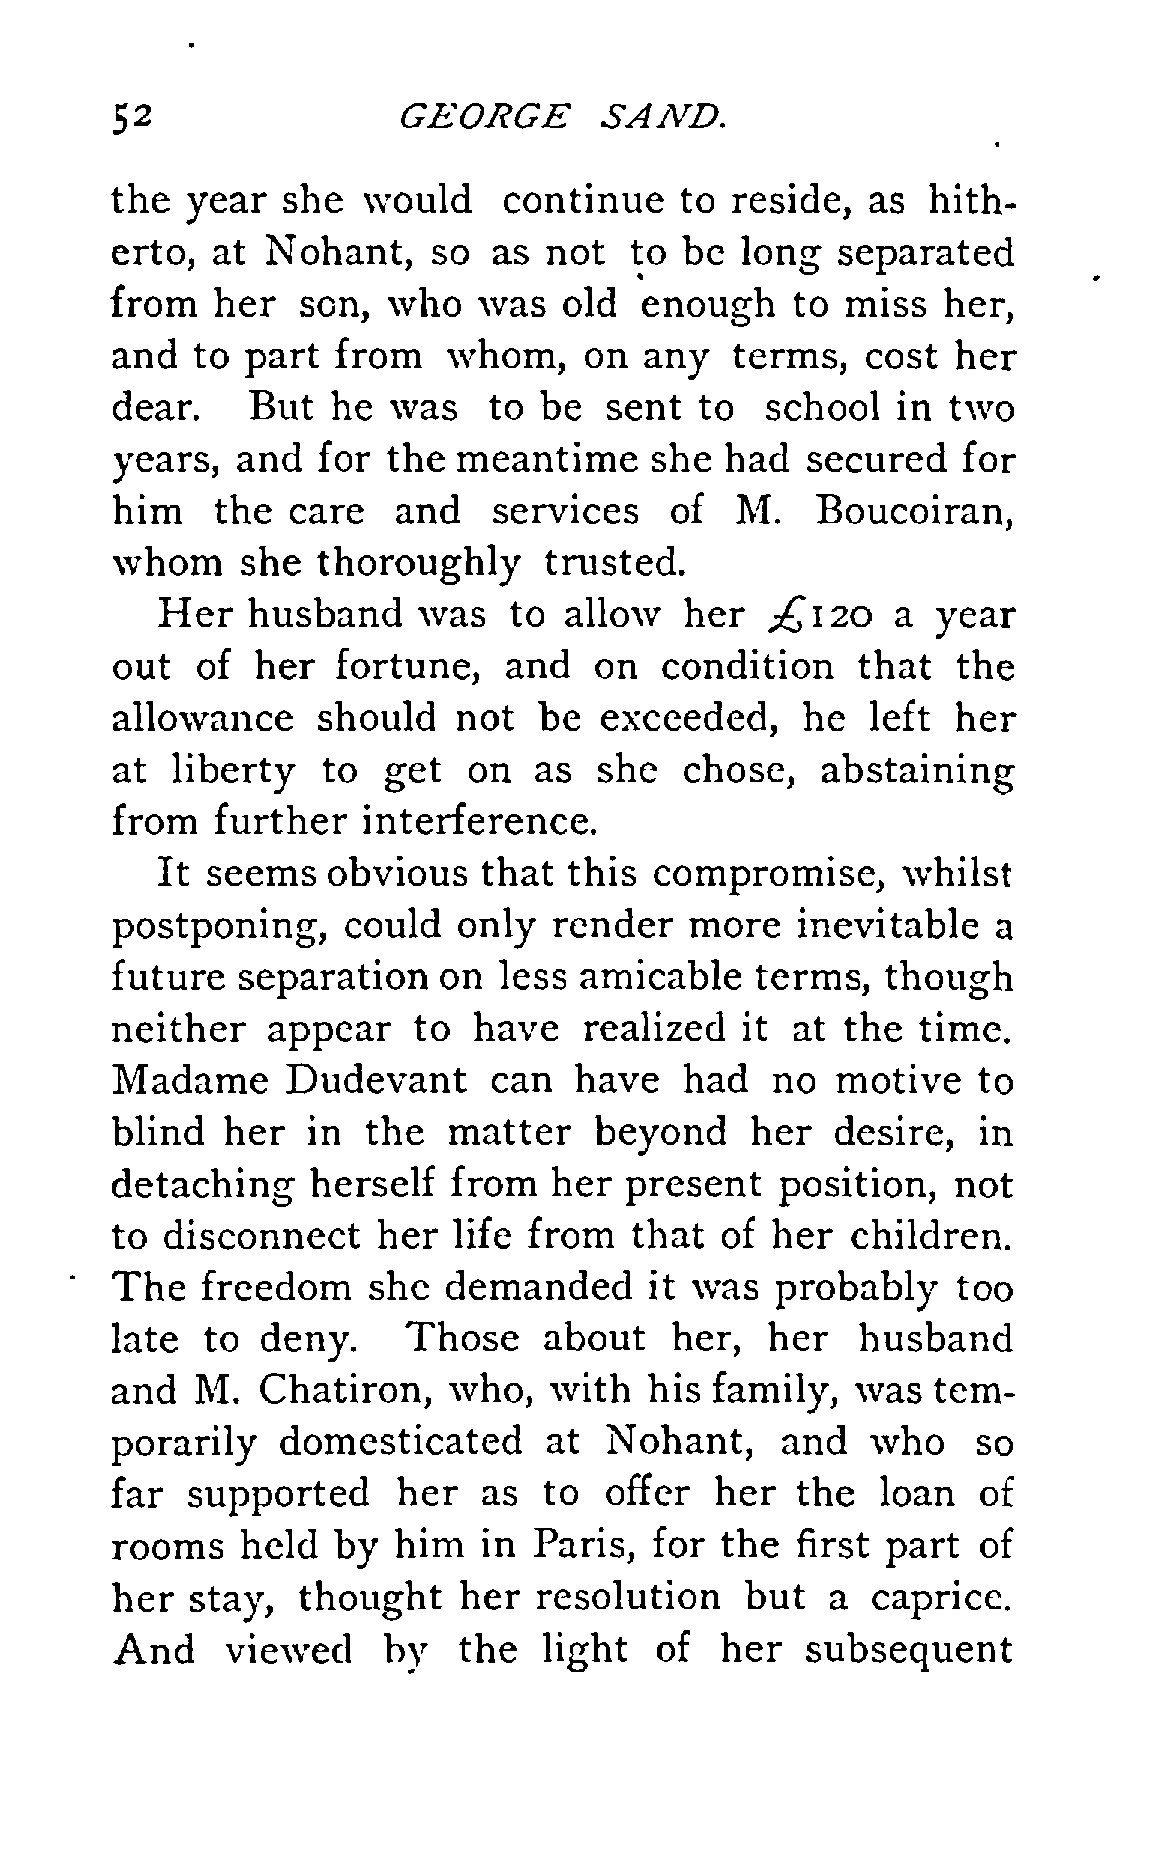 52 GEORGE SAND.
the year she would continue to reside, as hith-
erto, at Nohant, so as not to be long separated
from her son, who was old enough to miss her,
and to part from whom, on any terms, cost her
dear. But he was to be sent to school in two
years, and for the meantime she had secured for
him the care and services of M. Boucoiran,
whom she thoroughly trusted.
Her husband was to allow her £120 a year
out of her fortune, and on condition that the
allowance should not be exceeded, he left her
at liberty to get on as she chose, abstaining
from further interference.
It seems obvious that this compromise, whilst
postponing, could only render more inevitable a
future separation on less amicable terms, though
neither appear to have realized it at the time.
Madame Dudevant can have had no motive to
blind her in the matter beyond her desire, in
detaching herself from her present position, not
to disconnect her life from that of her children.
The freedom she demanded it was probably too
late to deny. Those about her, her husband
and M. Chatiron, who, with his family, was tem-
porarily domesticated at Nohant, and who so
far supported her as to offer her the loan of
rooms held by him in Paris, for the first part of
her stay, thought her resolution but a caprice.
And viewed by the light of her subsequent